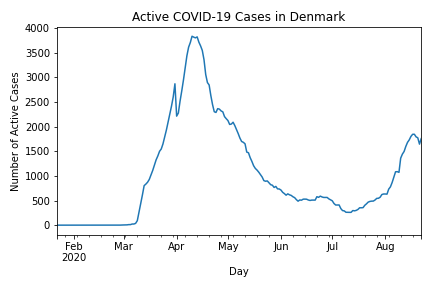 Active COVID-19 Cases in Denmark
Number of Active Cases
4000
3500
3000
2500
2000
1500
1000
500
0
Feb Mar Apr May Jun Jul Aug
2020
Day